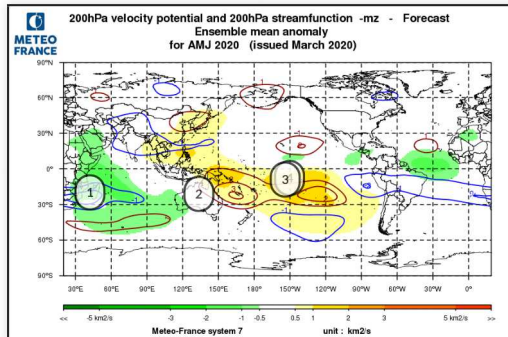 METEO
FRANCE
200hPa velocity potential and 200hPa streamfunction -mz - Forecast
Ensemble mean anomaly
for AMJ 2020 (issued March 2020)
90°N
60°N
30°N
0°
30°S
60°S
90°S
1
2
3
30°E 60°E 90°E 120°E 150°E 180° 150°W 120°W 90°W 60°W 30°W 0°
<< -5 km2/s -3 -2 -1 -0.5 0.5 1 2 3 5 km2/s >>
Meteo-France system 7 unit : km2/s